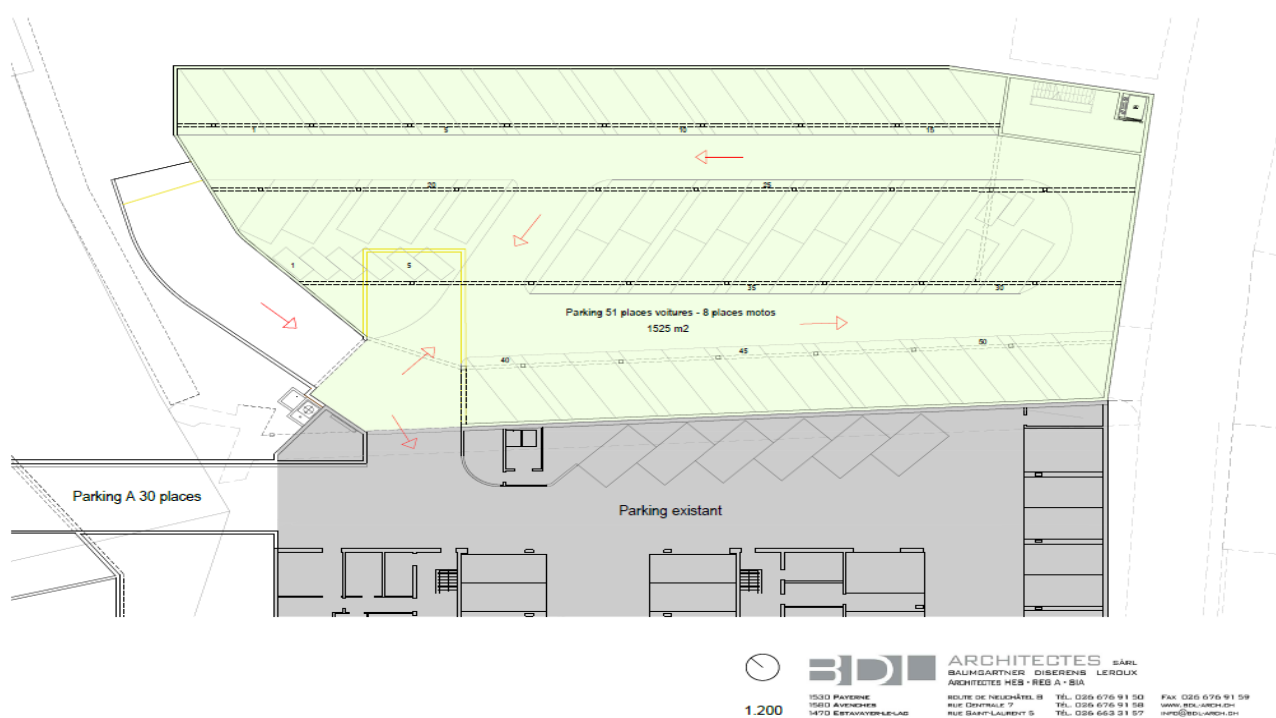 1
5
10
15
20
25
1
5
35
30
Parking 51 places voitures - 8 places motos
1525 m2
40
45
50
Parking A 30 places
Parking existant
BDL
ARCHITECTES SÀRL
BAUMGARTNER DISERENS LEROUX
ARCHITECTES HES • REG A • SIA
1.200
1530 PAYERNE ROUTE DE NEUCHÂTEL 8 TÉL. 026 676 91 50 FAX 026 676 91 59
1580 AVENCHES RUE CENTRALE 7 TÉL. 026 676 91 58 WWW.BDL-ARCH.CH
1470 ESTAVAYER-LE-LAC RUE SAINT-LAURENT 5 TÉL. 026 663 31 57 INFO@BDL-ARCH.CH